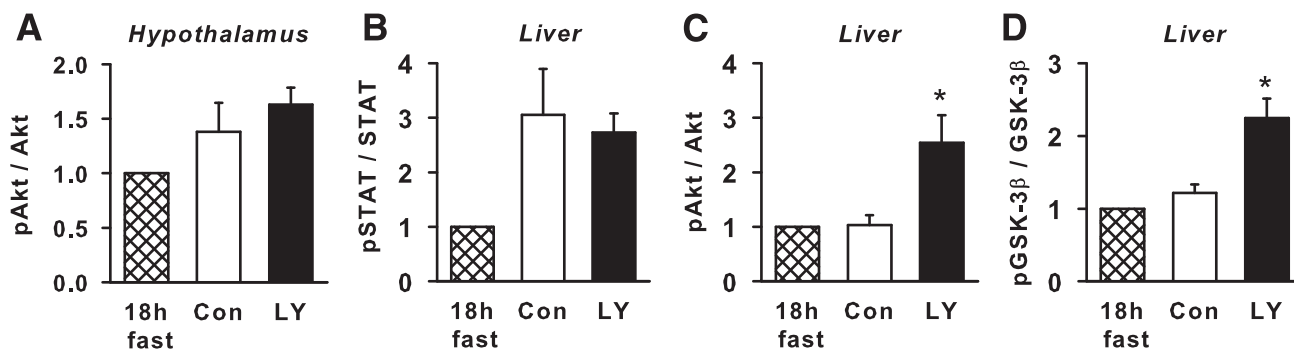 A Hypothalamus
pAkt / Akt
2.0
1.5
1.0
0.5
0.0
18h fast
Con
LY
B Liver
pSTAT / STAT
4
3
2
1
0
18h fast
Con
LY
C Liver
pAkt / Akt
4
3
2
1
0
*
18h fast
Con
LY
D Liver
pGSK-3β / GSK-3β
3
2
1
0
*
18h fast
Con
LY